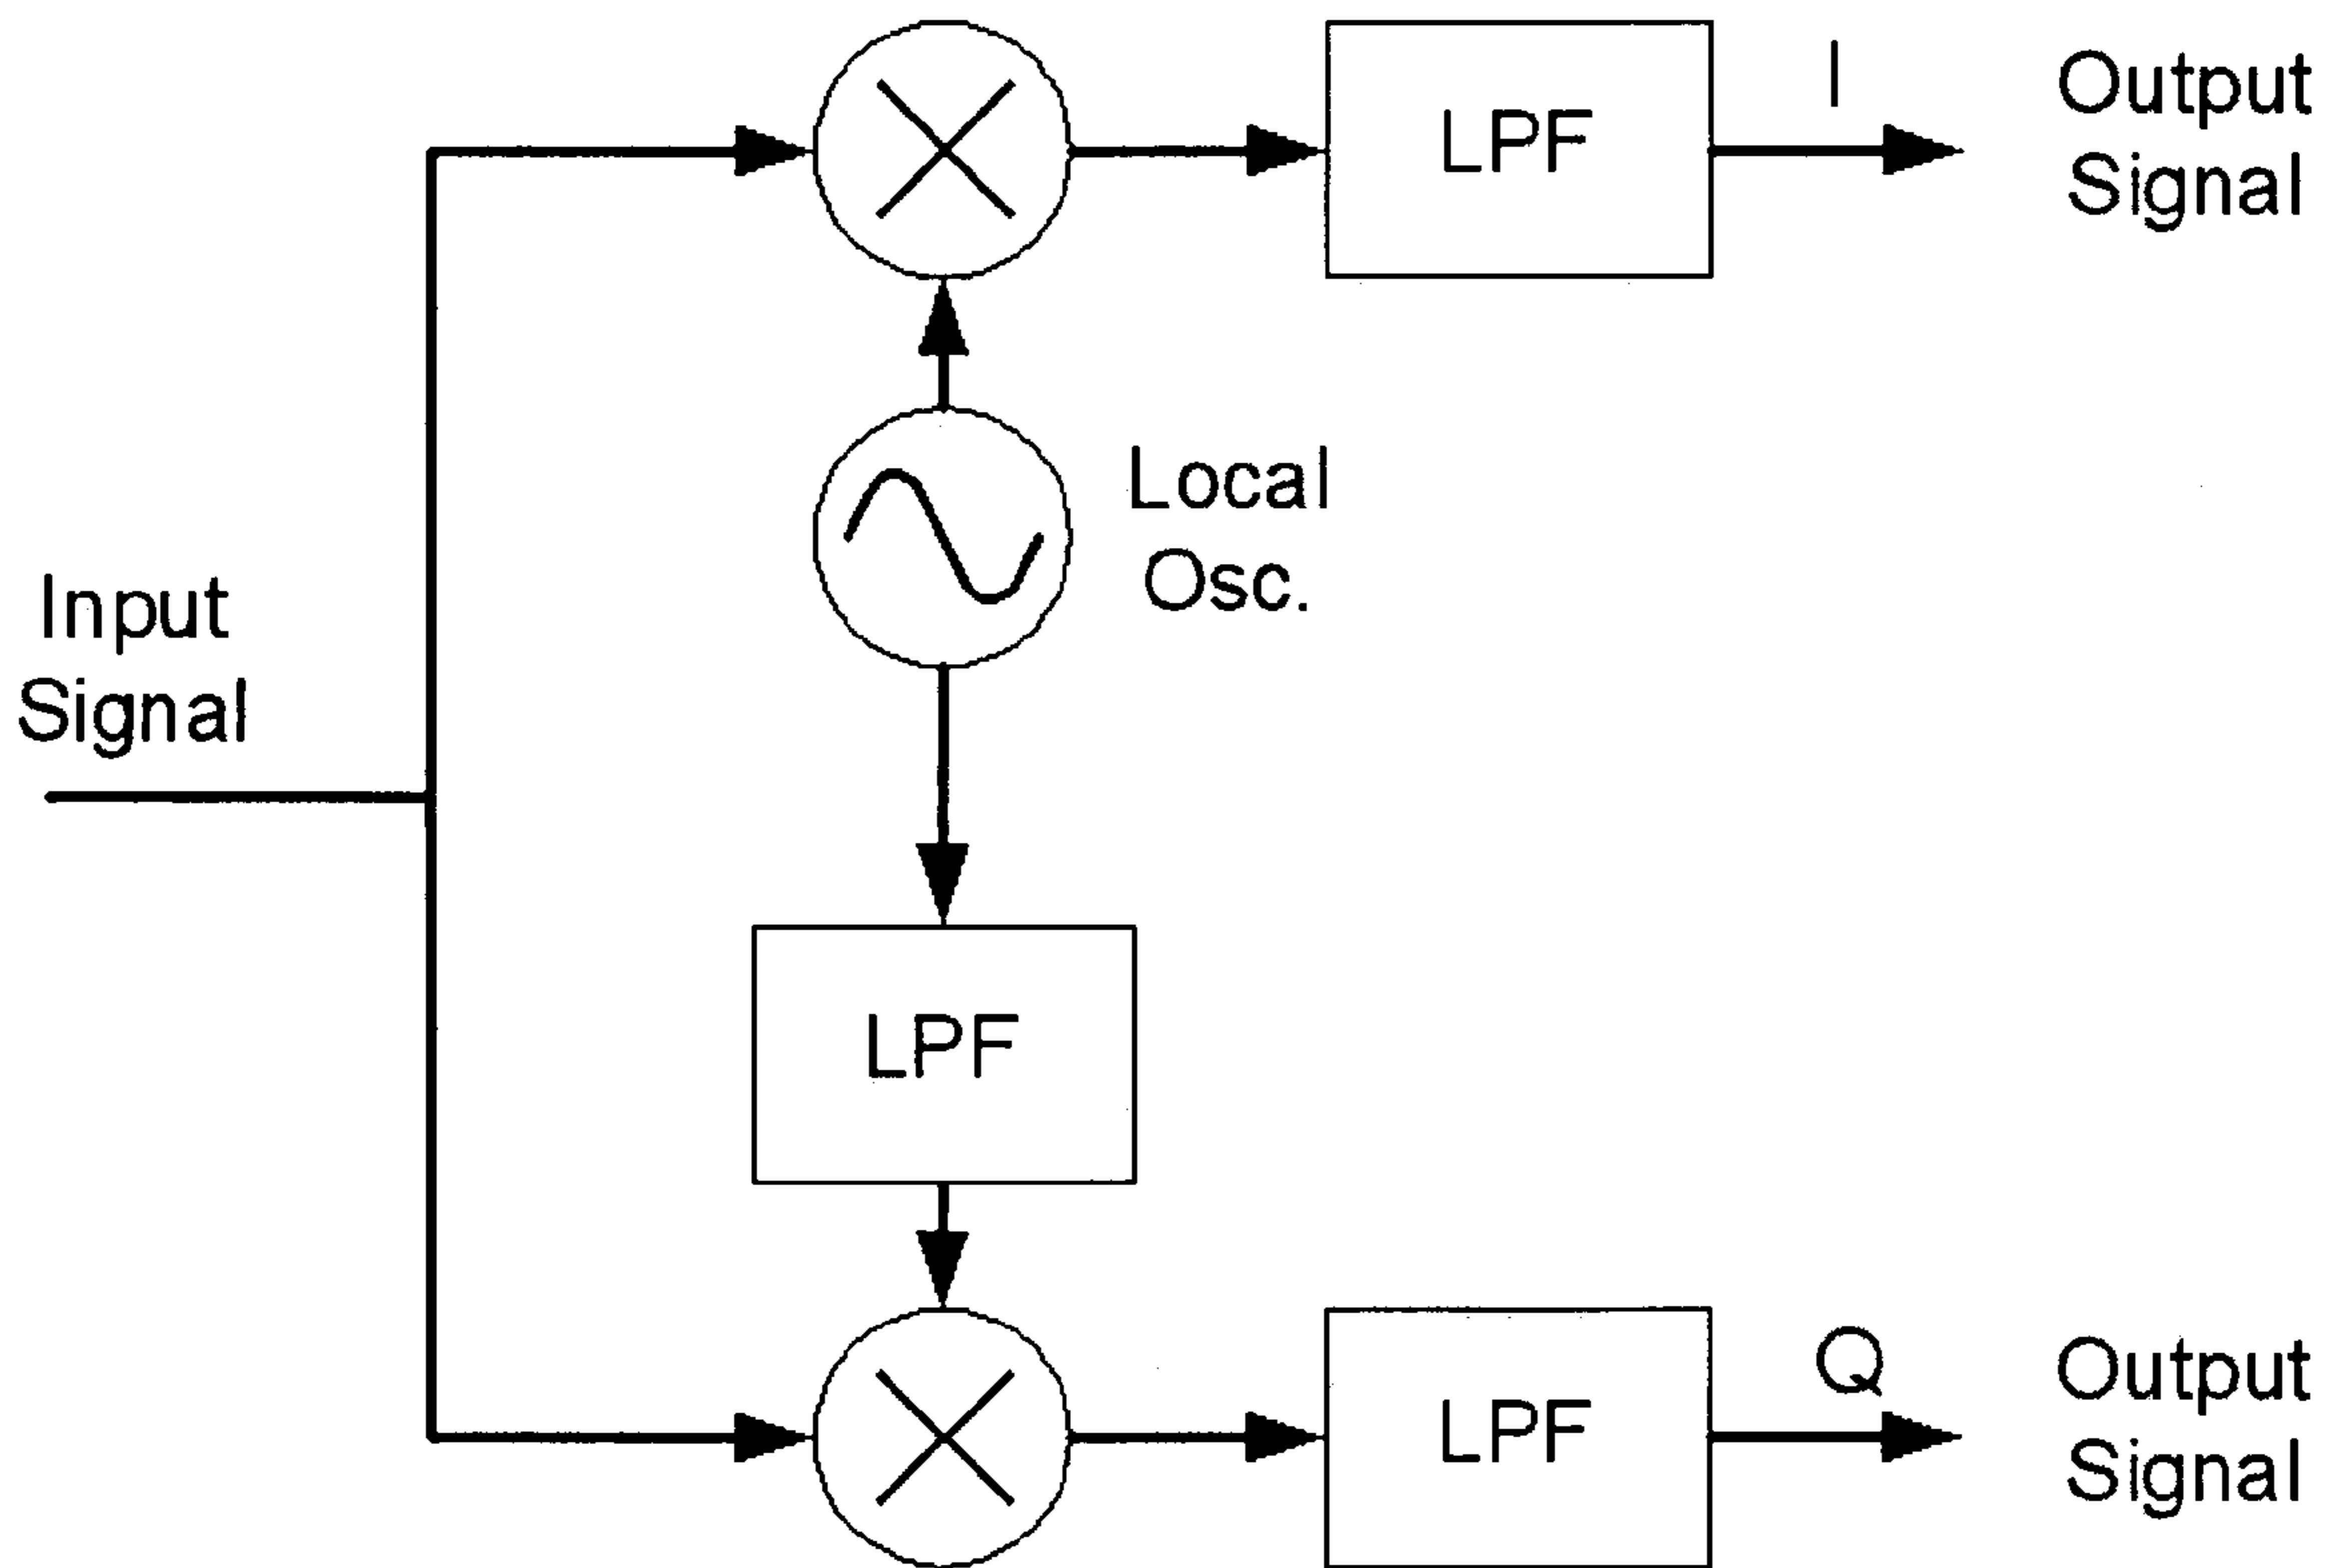 I
Output
Signal
LPF
Local
Osc.
Input
Signal
LPF
Q
Output
Signal
LPF